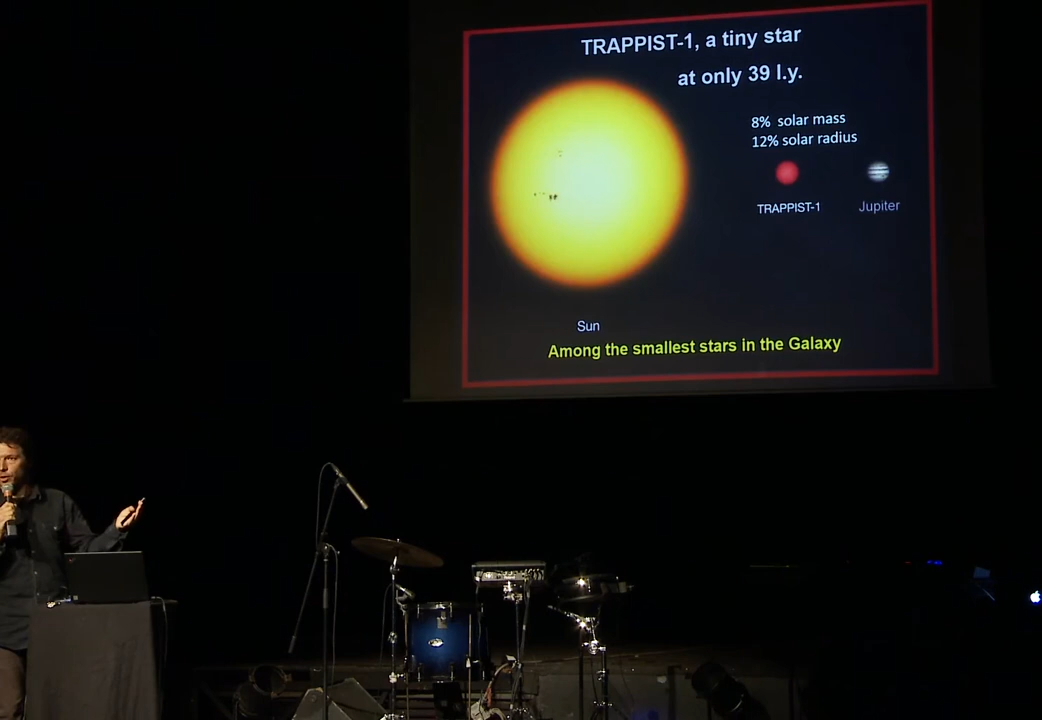 TRAPPIST-1, a tiny star
at only 39 l.y.
8% solar mass
12% solar radius
TRAPPIST-1
Jupiter
Sun
Among the smallest stars in the Galaxy